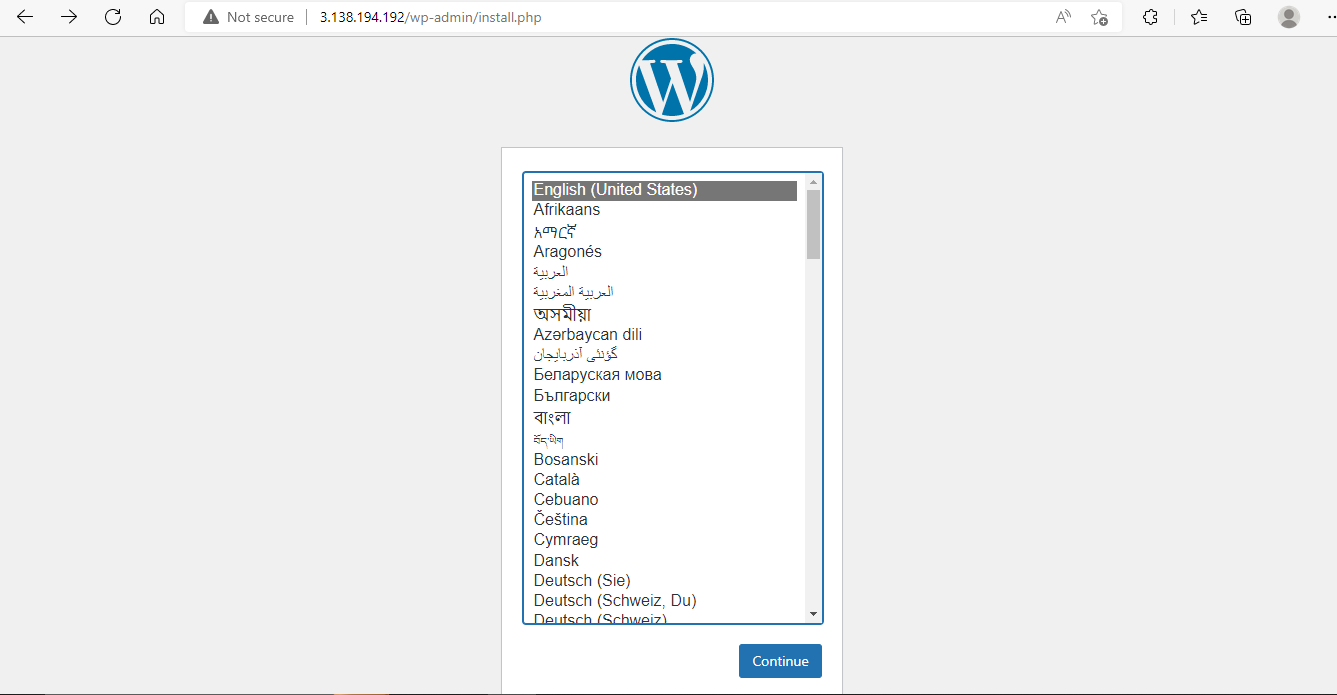 Not secure | 3.138.194.192/wp-admin/install.php
English (United States)
Afrikaans
አማርኛ
Aragonés
العربية
العربية المغربية
অসমীয়া
Azərbaycan dili
گؤنئی آذربایجان
Беларуская мова
Български
বাংলা
བོད་ཡིག
Bosanski
Català
Cebuano
Čeština
Cymraeg
Dansk
Deutsch (Sie)
Deutsch (Schweiz, Du)
Deutsch (Schweiz)
Continue